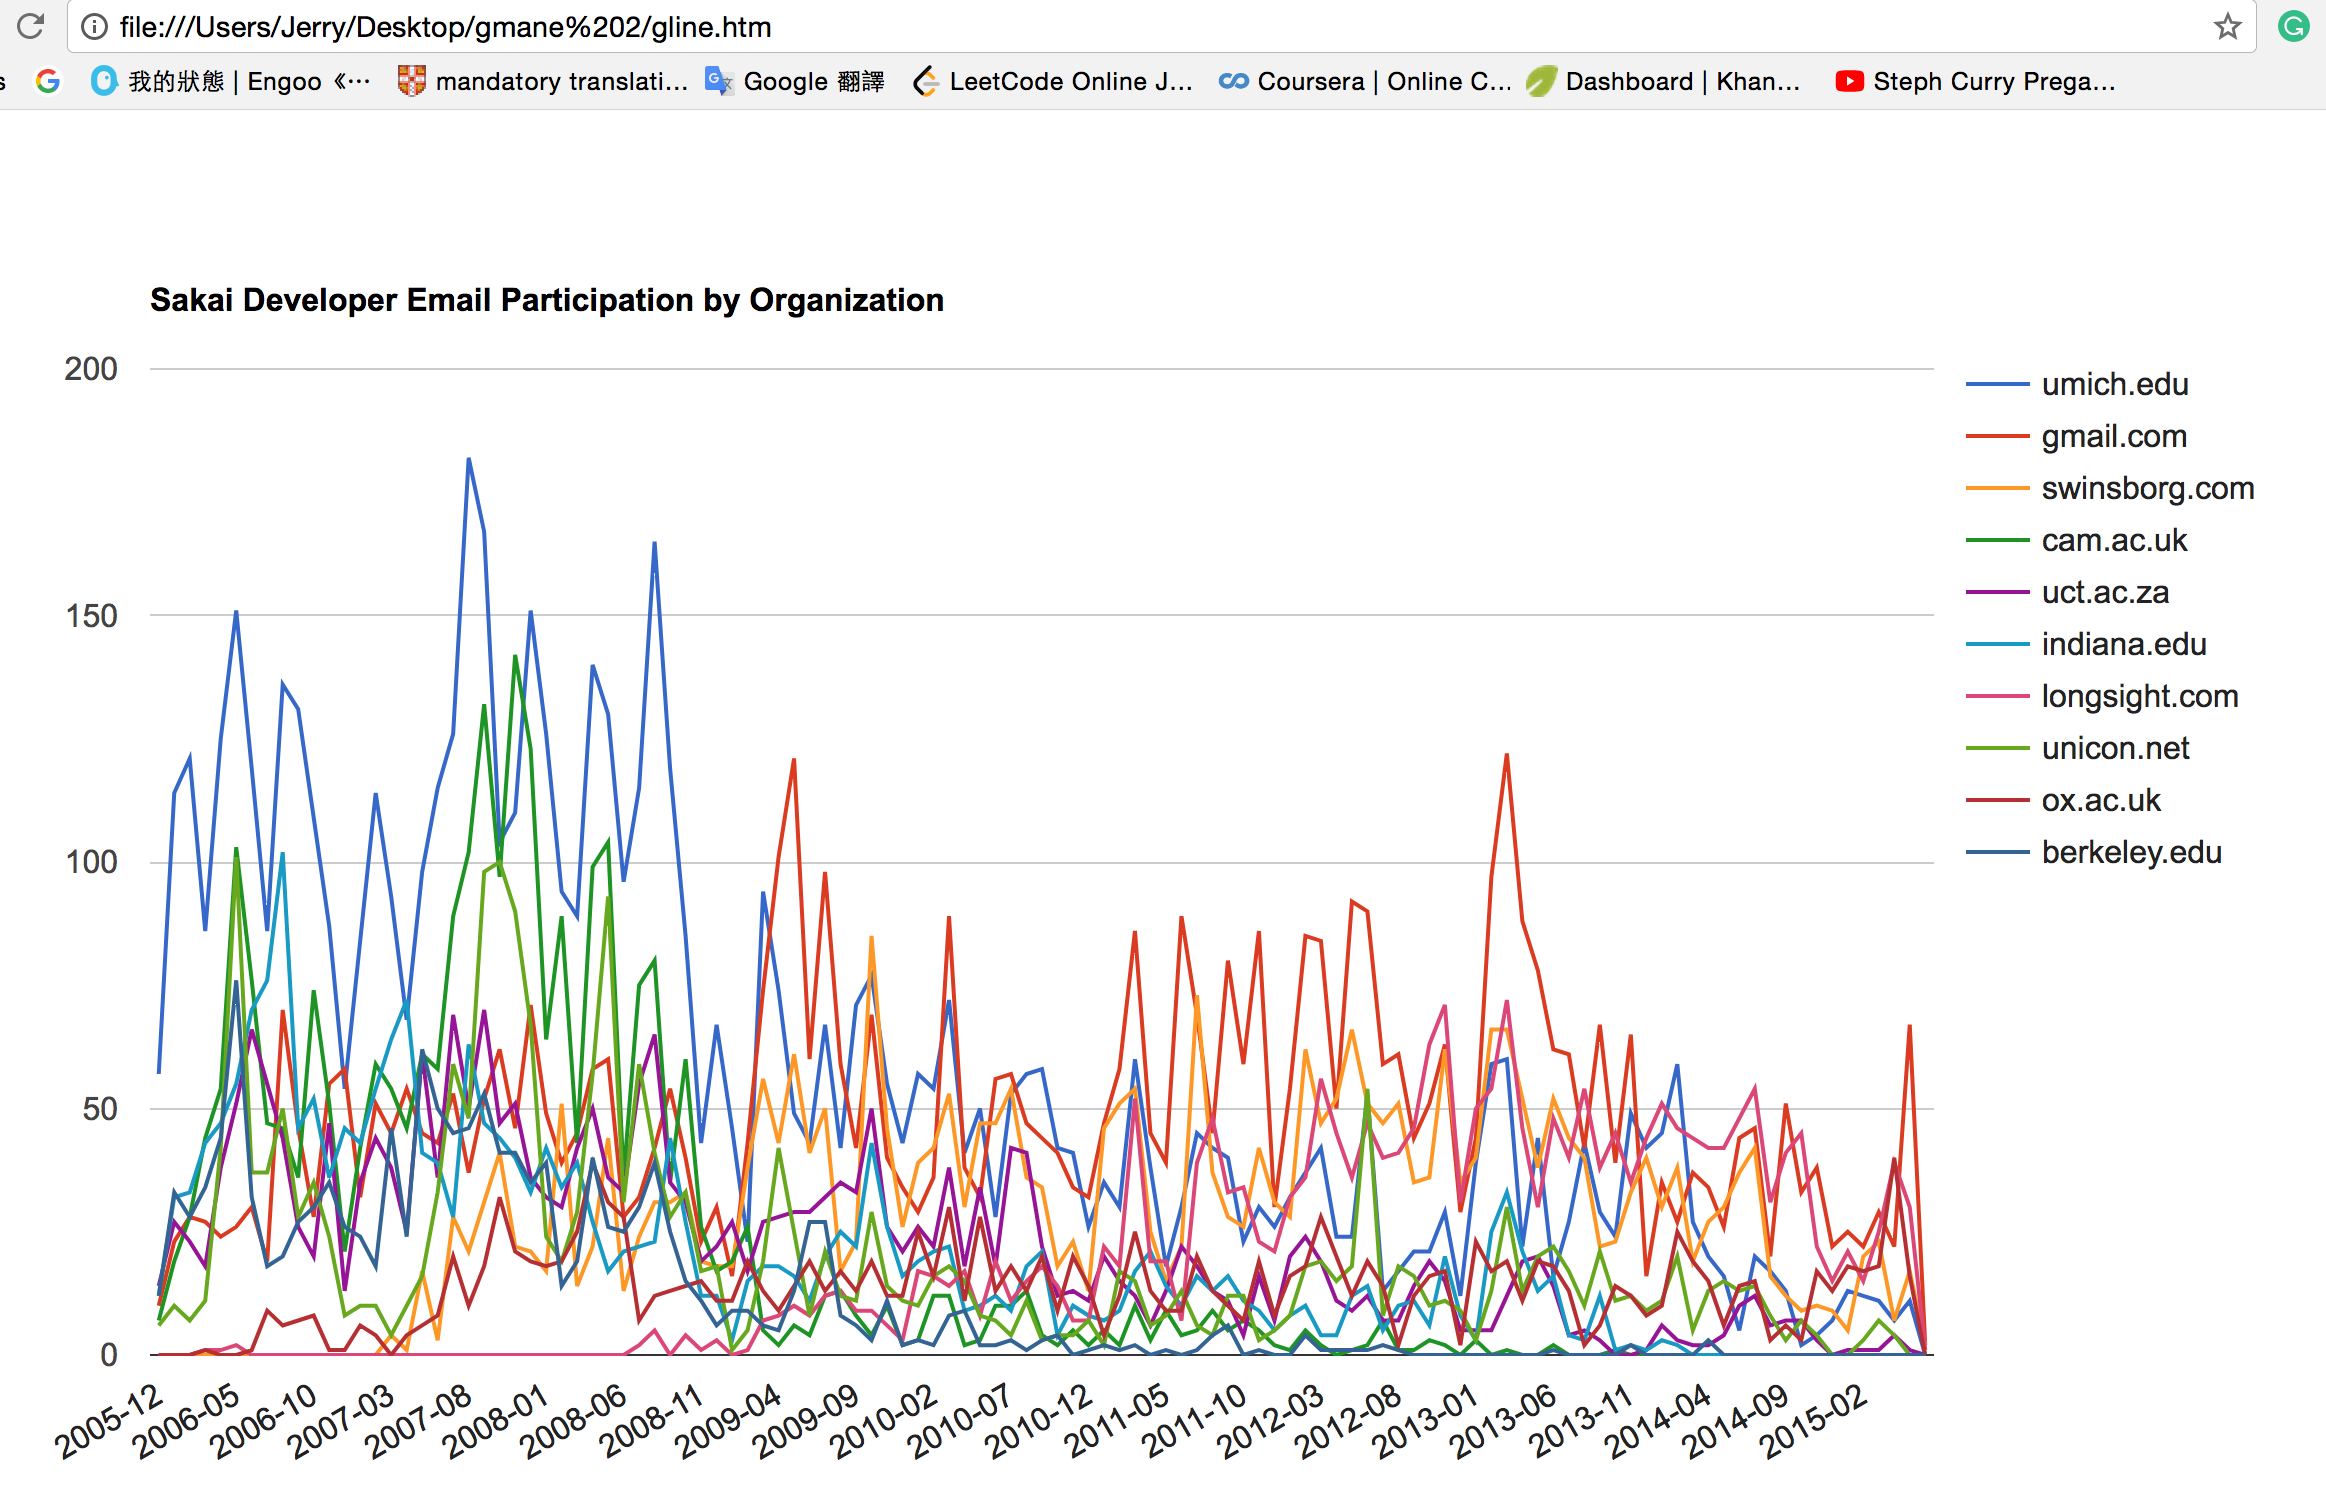 file:///Users/Jerry/Desktop/gmane%202/gline.htm
s 我的狀態 | Engoo 《… mandatory translati... Google 翻譯 LeetCode Online J... Coursera | Online C... Dashboard | Khan... Steph Curry Prega...
Sakai Developer Email Participation by Organization
200
150
100
50
0
umich.edu
gmail.com
swinsborg.com
cam.ac.uk
uct.ac.za
indiana.edu
longsight.com
unicon.net
ox.ac.uk
berkeley.edu
2005-12 2006-05 2006-10 2007-03 2007-08 2008-01 2008-06 2008-11 2009-04 2009-09 2010-02 2010-07 2010-12 2011-05 2011-10 2012-03 2012-08 2013-01 2013-06 2013-11 2014-04 2014-09 2015-02